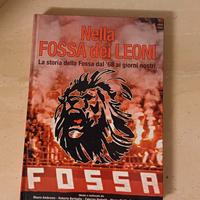 Nella
FOSSA dei LEONI
La storia della Fossa dal '68 ai giorni nostri
FOSSA